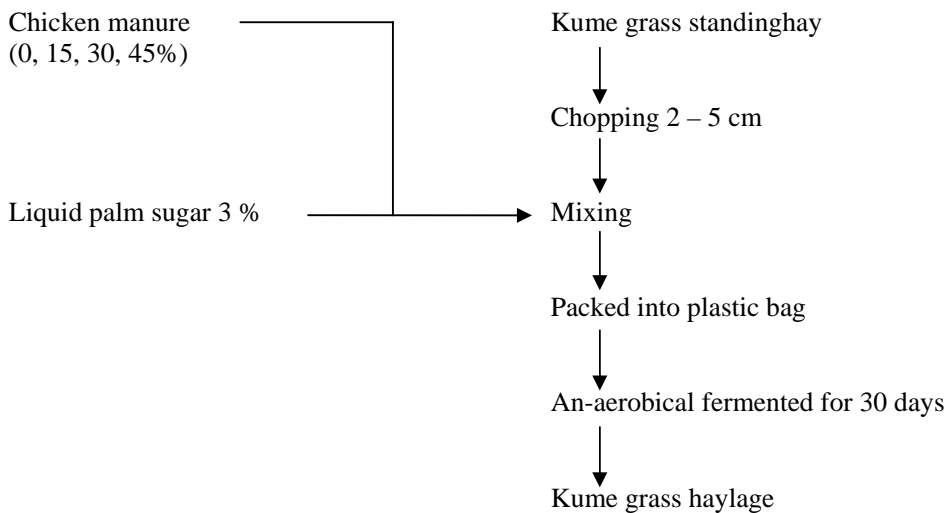 Chicken manure
(0, 15, 30, 45%)
Kume grass standinghay
Chopping 2 – 5 cm
Liquid palm sugar 3 %
Mixing
Packed into plastic bag
An-aerobical fermented for 30 days
Kume grass haylage